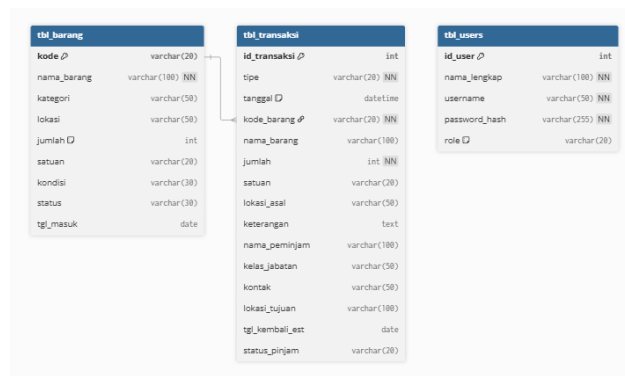 tbl_barang
kode varchar(20)
nama_barang varchar(100) NN
kategori varchar(50)
lokasi varchar(50)
jumlah int
satuan varchar(20)
kondisi varchar(30)
status varchar(30)
tgl_masuk date
tbl_transaksi
id_transaksi int
tipe varchar(20) NN
tanggal datetime
kode_barang varchar(20) NN
nama_barang varchar(100)
jumlah int NN
satuan varchar(20)
lokasi_asal varchar(50)
keterangan text
nama_peminjam varchar(100)
kelas_jabatan varchar(50)
kontak varchar(50)
lokasi_tujuan varchar(100)
tgl_kembali_est date
status_pinjam varchar(20)
tbl_users
id_user int
nama_lengkap varchar(100) NN
username varchar(50) NN
password_hash varchar(255) NN
role varchar(20)